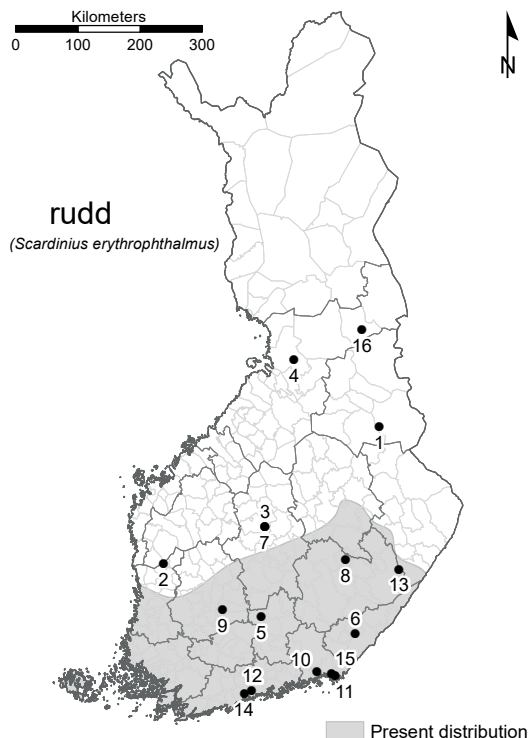 Kilometers
0 100 200 300
N
rudd
(Scardinius erythrophthalmus)
16
4
1
3
7
2
8
13
9
5
6
10
15
11
12
14
Present distribution